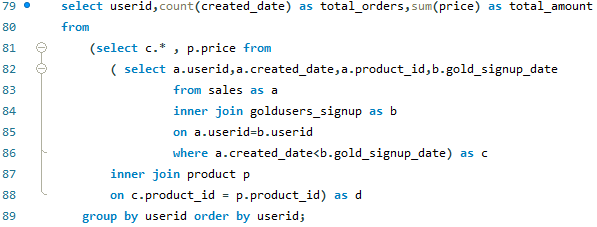 79 select userid,count(created_date) as total_orders,sum(price) as total_amount
80 from
81 (select c.* , p.price from
82 ( select a.userid,a.created_date,a.product_id,b.gold_signup_date
83 from sales as a
84 inner join goldusers_signup as b
85 on a.userid=b.userid
86 where a.created_date<b.gold_signup_date) as c
87 inner join product p
88 on c.product_id = p.product_id) as d
89 group by userid order by userid;